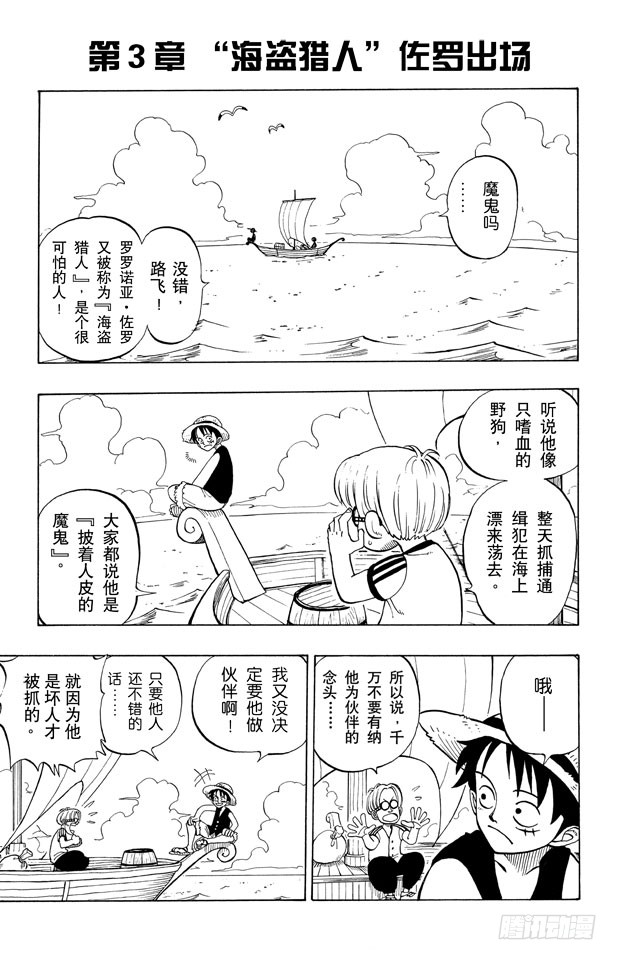 第3章 “海盗猎人”佐罗出场
魔鬼吗
……
没错，
路飞！
罗罗诺亚·佐罗
又被称为『海盗
猎人』，是个很
可怕的人！
听说他像
只嗜血的
野狗，
整天抓捕通
缉犯在海上
漂来荡去。
大家都说他是
『披着人皮的
魔鬼』。
哦——
所以说，千
万不要有纳
他为伙伴的
念头……
我又没决
定要他做
伙伴啊！
只要他人
还不错的
话……
就因为他
是坏人才
被抓的。
腾讯动漫